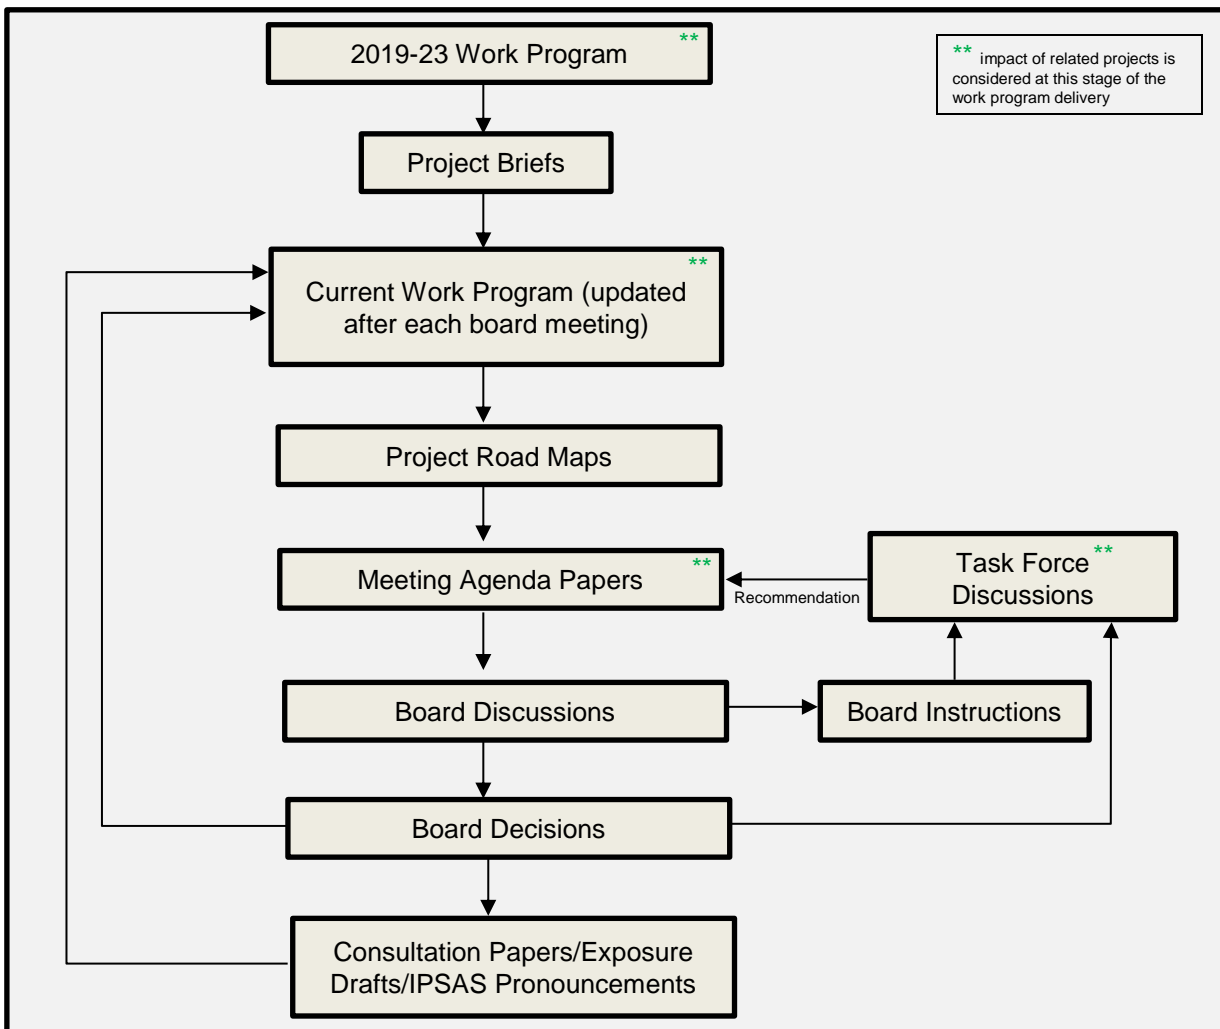 2019-23 Work Program **
** impact of related projects is
considered at this stage of the
work program delivery
Project Briefs
**
Current Work Program (updated
after each board meeting)
Project Road Maps
Meeting Agenda Papers **
Recommendation
Task Force **
Discussions
Board Discussions
Board Instructions
Board Decisions
Consultation Papers/Exposure
Drafts/IPSAS Pronouncements